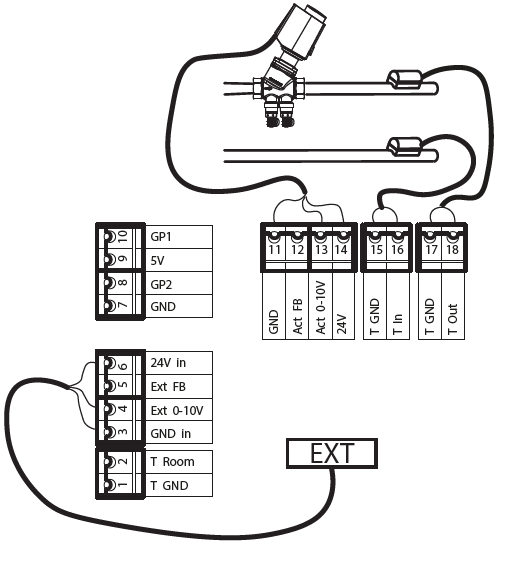 11 12 13 14 15 16 17 18
GND
Act FB
Act 0-10V
24V
T GND
T In
T GND
T Out
10 GP1
9 5V
8 GP2
7 GND
6 24V in
5 Ext FB
4 Ext 0-10V
3 GND in
2 T Room
1 T GND
EXT